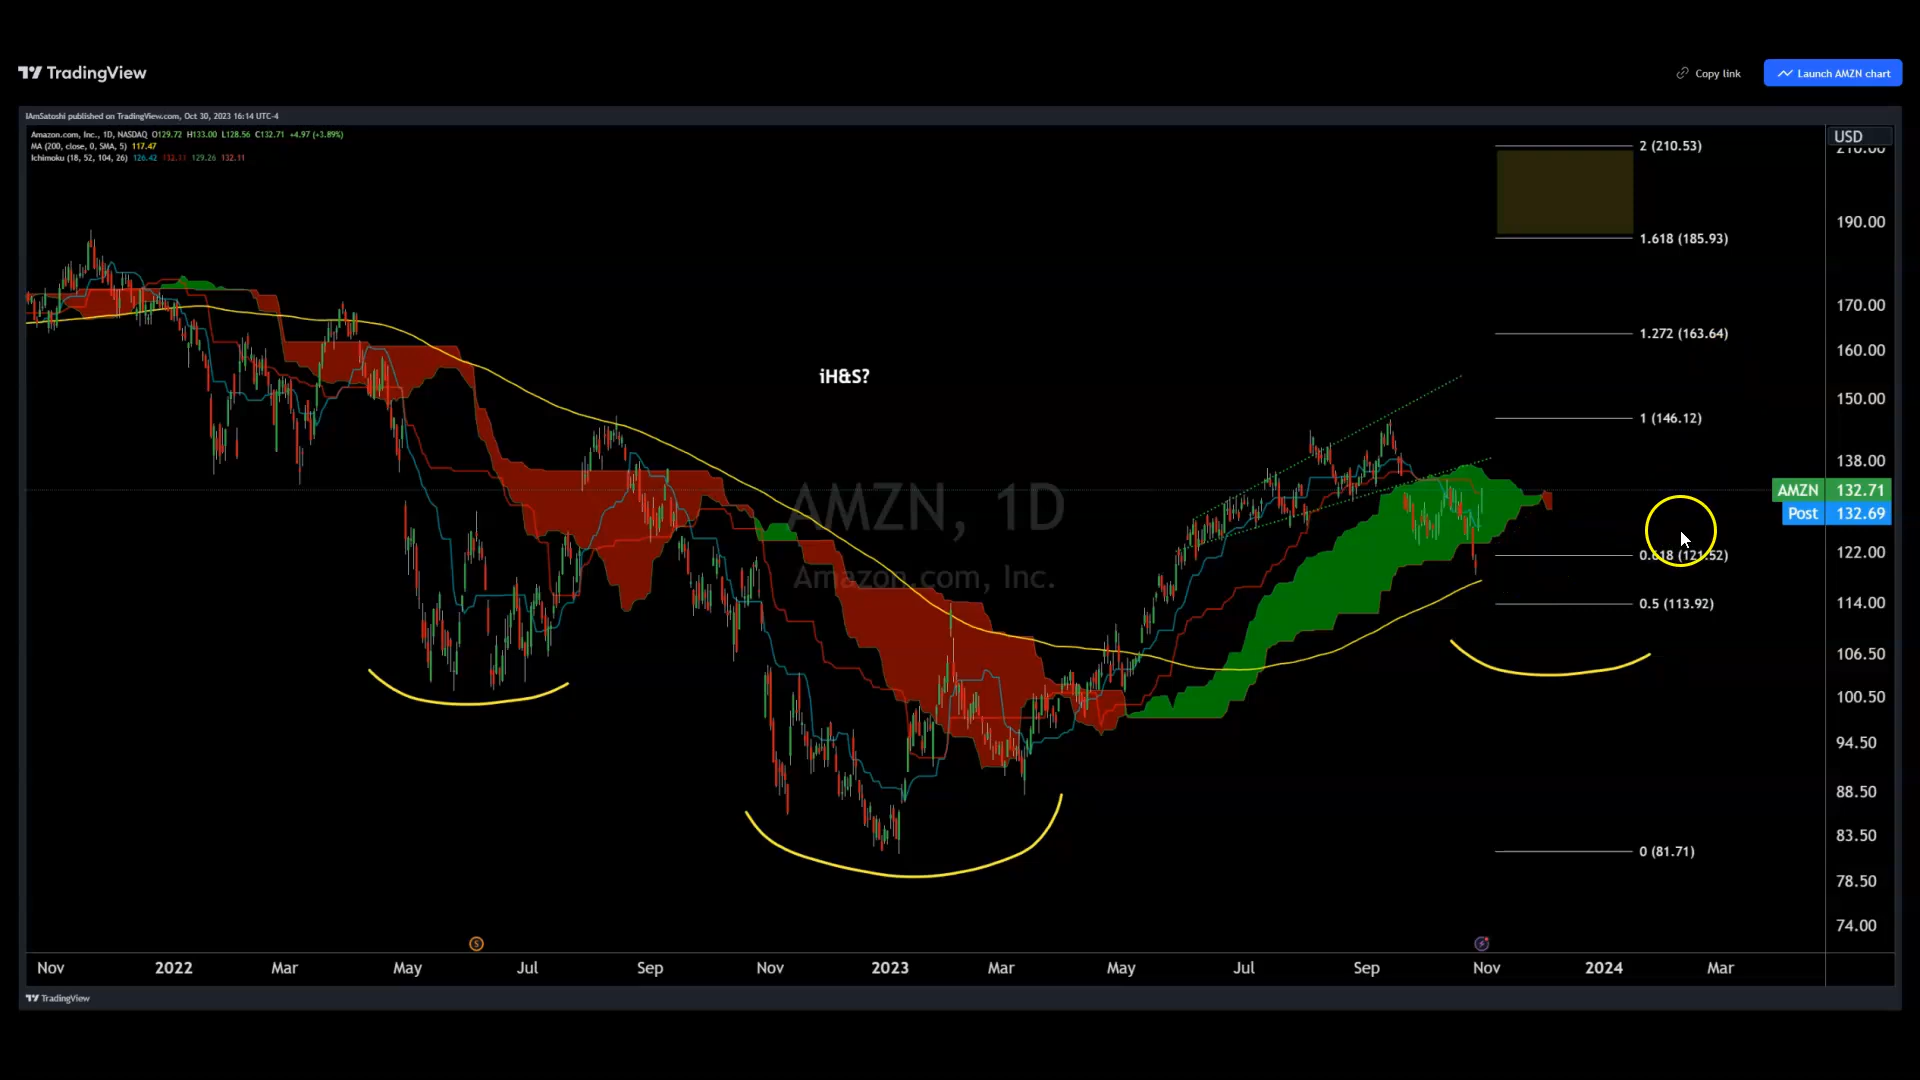 TradingView
Copy link
Launch AMZN chart
IAmSatoshi published on TradingView.com, Oct 30, 2023 16:14 UTC-4
Amazon.com, Inc., 1D, NASDAQ O129.72 H133.00 L128.56 C132.71 +4.97 (+3.89%)
MA (200, close, 0, SMA, 5) 117.47
Ichimoku (18, 52, 104, 26) 126.42 132.11 129.26 132.11
USD
210.00
2 (210.53)
190.00
1.618 (185.93)
170.00
1.272 (163.64)
160.00
iH&S?
150.00
1 (146.12)
138.00
AMZN, 1D
AMZN 132.71
Post 132.69
122.00
0.618 (121.52)
Amazon.com, Inc.
114.00
0.5 (113.92)
106.50
100.50
94.50
88.50
83.50
0 (81.71)
78.50
74.00
S
Nov 2022 Mar May Jul Sep Nov 2023 Mar May Jul Sep Nov 2024 Mar
TradingView